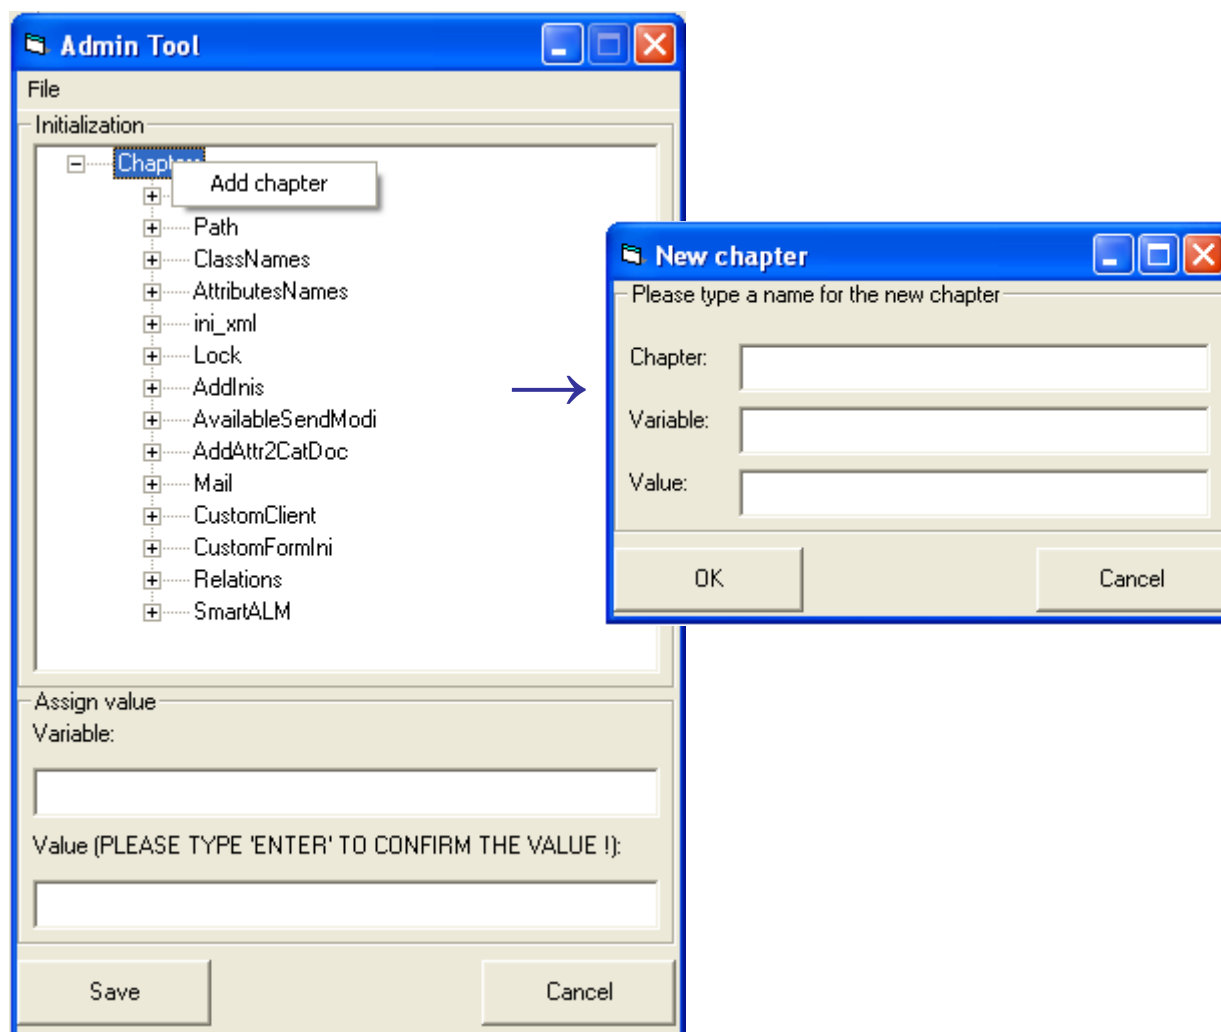 Admin Tool
File
Initialization
Add chapter
Path
ClassNames
AttributesNames
ini_xml
Lock
AddInis
AvailableSendModi
AddAttr2CatDoc
Mail
CustomClient
CustomFormIni
Relations
SmartALM
Assign value
Variable:
Value (PLEASE TYPE 'ENTER' TO CONFIRM THE VALUE !):
Save
Cancel
New chapter
Please type a name for the new chapter
Chapter:
Variable:
Value:
OK
Cancel